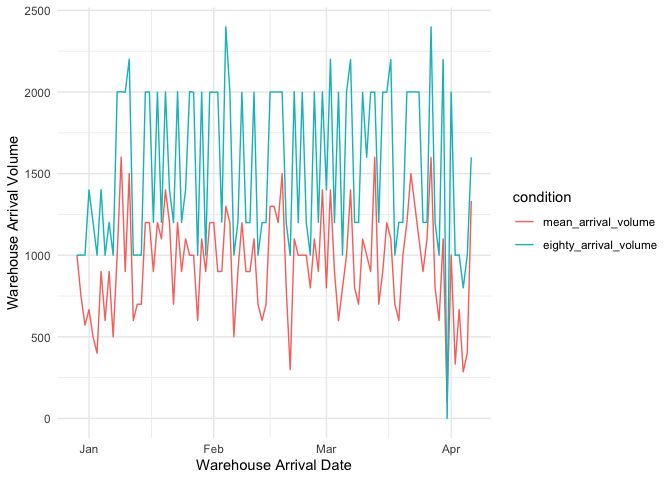 2500
2000
1500
1000
500
0
Warehouse Arrival Volume
Jan Feb Mar Apr
Warehouse Arrival Date
condition
mean_arrival_volume
eighty_arrival_volume